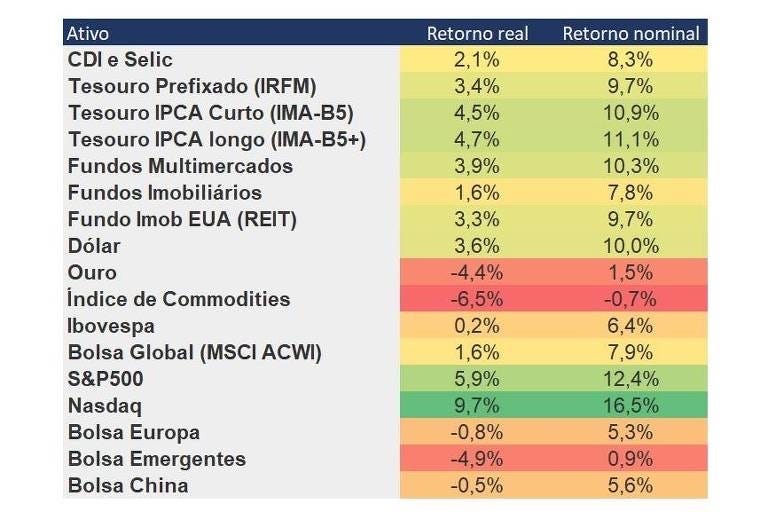 Ativo Retorno real Retorno nominal
CDI e Selic 2,1% 8,3%
Tesouro Prefixado (IRFM) 3,4% 9,7%
Tesouro IPCA Curto (IMA-B5) 4,5% 10,9%
Tesouro IPCA longo (IMA-B5+) 4,7% 11,1%
Fundos Multimercados 3,9% 10,3%
Fundos Imobiliários 1,6% 7,8%
Fundo Imob EUA (REIT) 3,3% 9,7%
Dólar 3,6% 10,0%
Ouro -4,4% 1,5%
Índice de Commodities -6,5% -0,7%
Ibovespa 0,2% 6,4%
Bolsa Global (MSCI ACWI) 1,6% 7,9%
S&P500 5,9% 12,4%
Nasdaq 9,7% 16,5%
Bolsa Europa -0,8% 5,3%
Bolsa Emergentes -4,9% 0,9%
Bolsa China -0,5% 5,6%